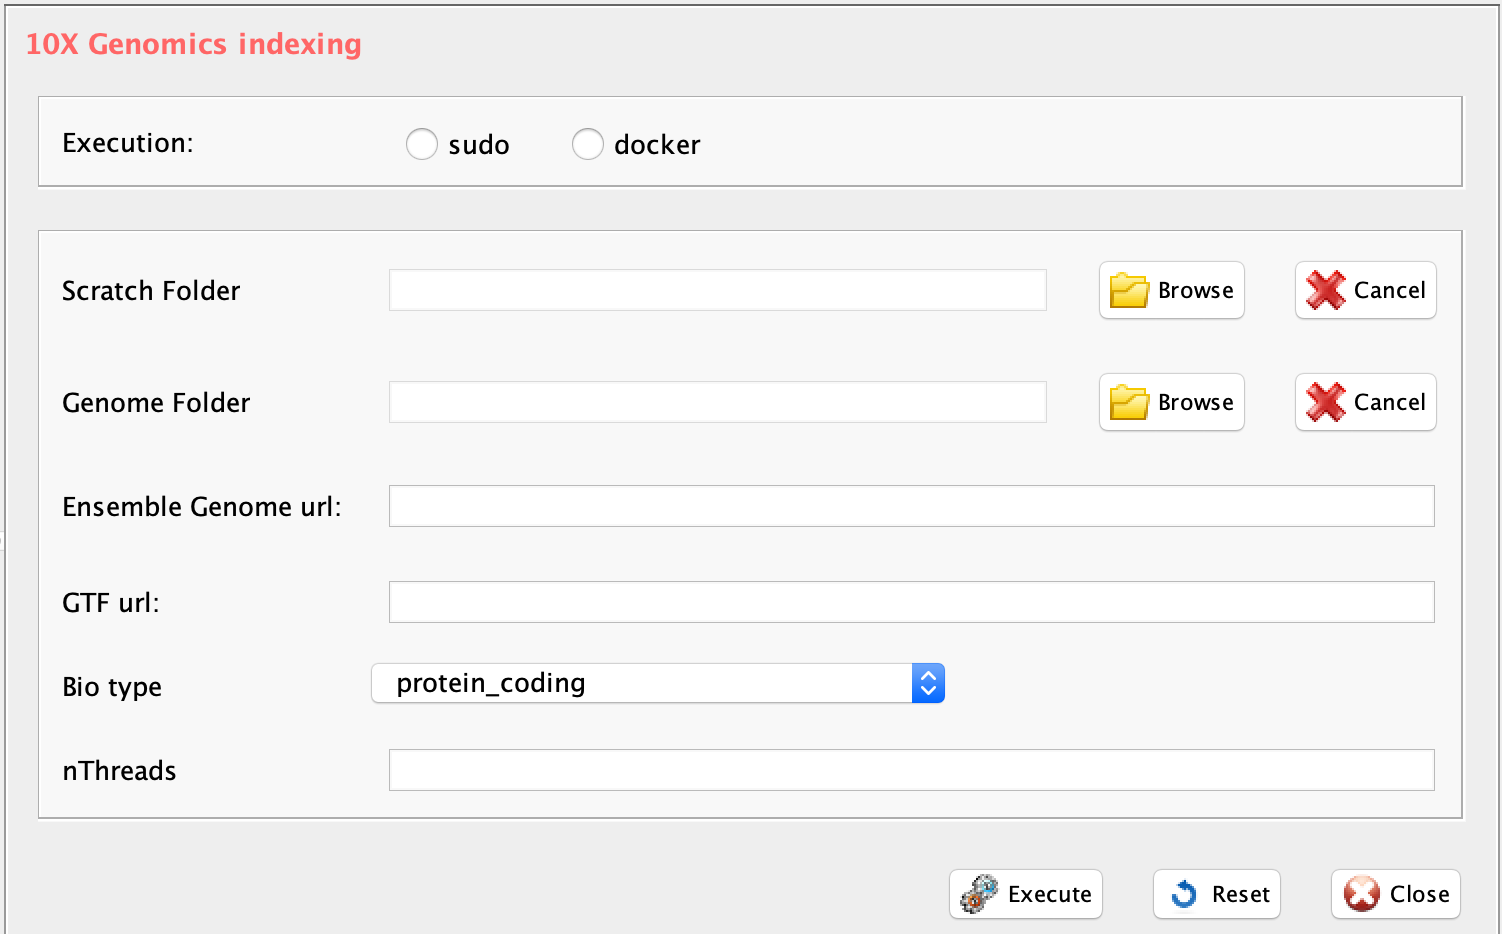 10X Genomics indexing
Execution: sudo docker
Scratch Folder Browse Cancel
Genome Folder Browse Cancel
Ensemble Genome url:
GTF url:
Bio type protein_coding
nThreads
Execute Reset Close